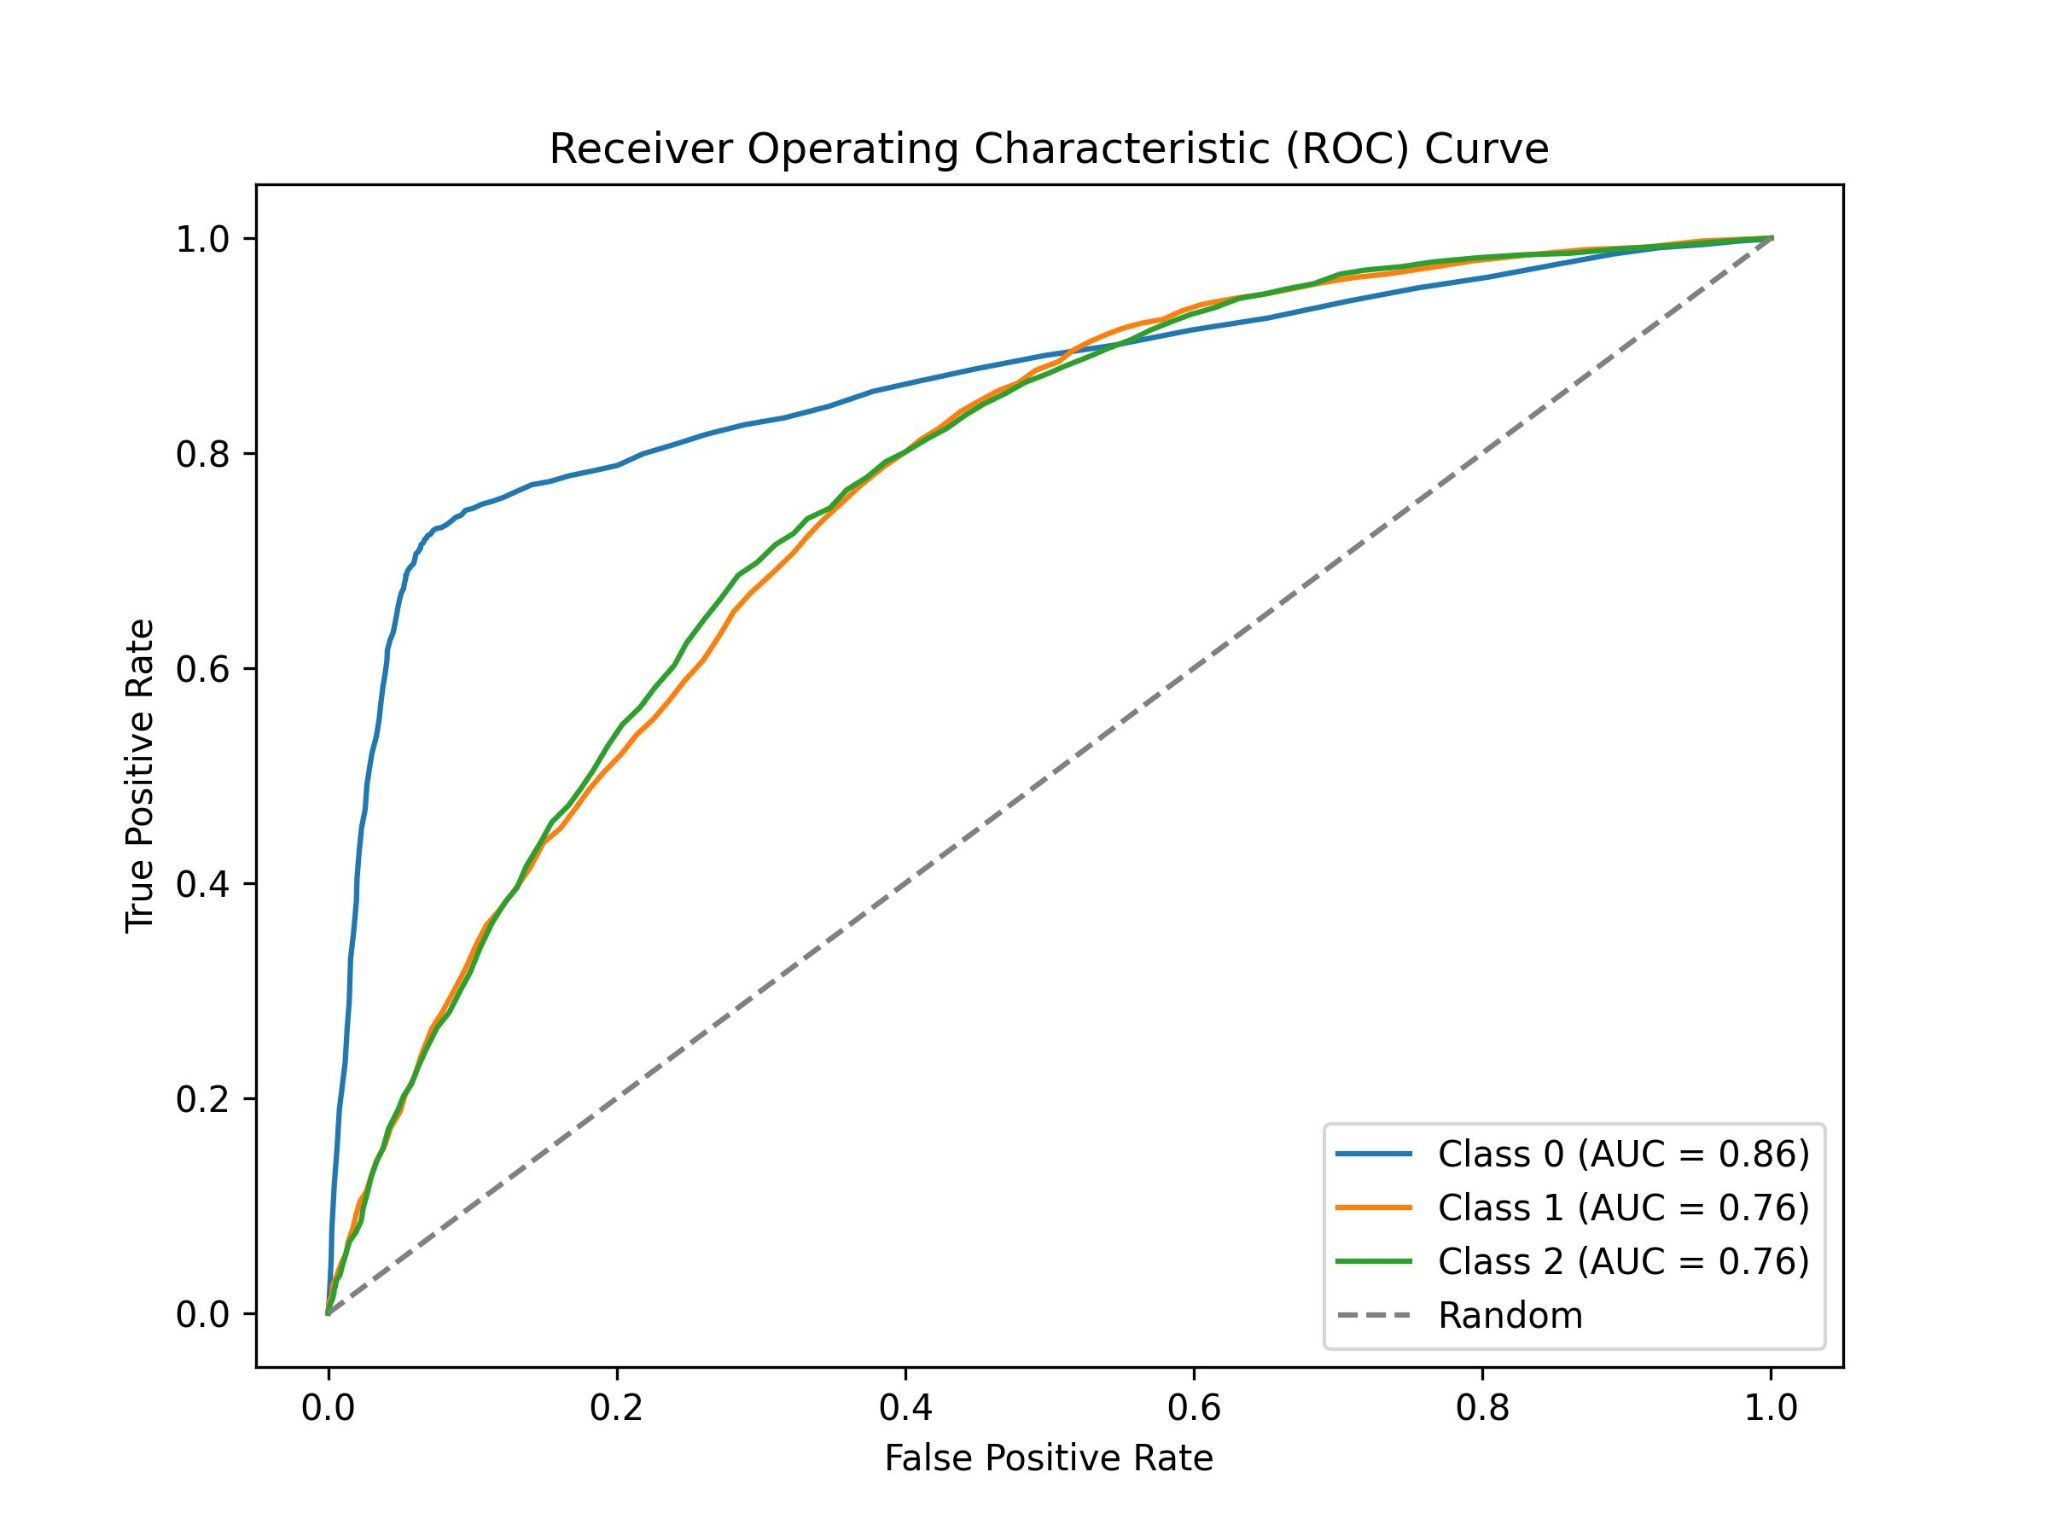 Receiver Operating Characteristic (ROC) Curve
1.0
0.8
0.6
0.4
0.2
0.0
True Positive Rate
Class 0 (AUC = 0.86)
Class 1 (AUC = 0.76)
Class 2 (AUC = 0.76)
Random
0.0 0.2 0.4 0.6 0.8 1.0
False Positive Rate